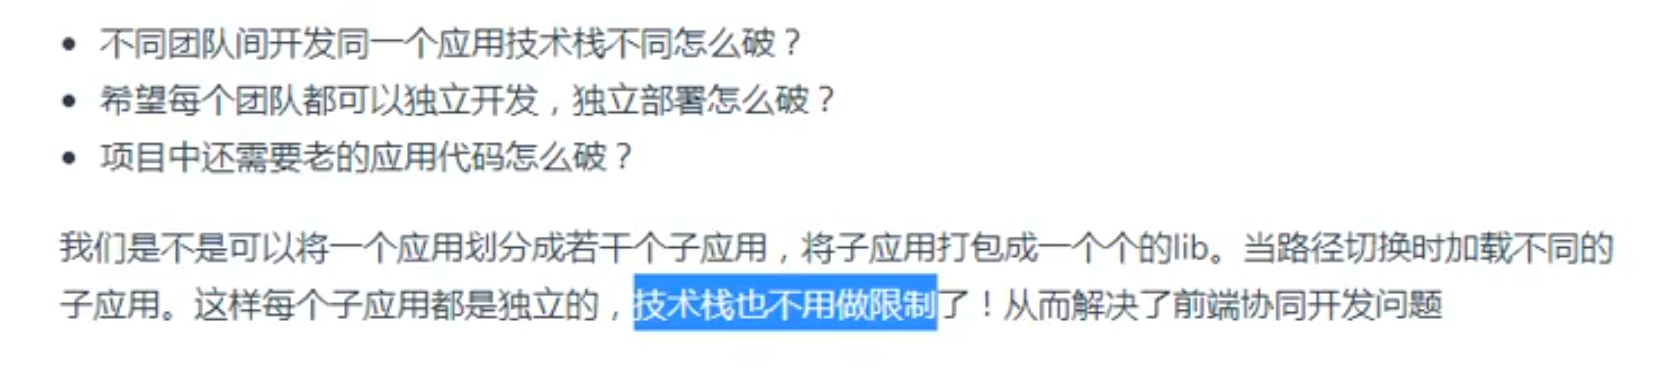 不同团队间开发同一个应用技术栈不同怎么破？
希望每个团队都可以独立开发，独立部署怎么破？
项目中还需要老的应用代码怎么破？
我们是不是可以将一个应用划分成若干个子应用，将子应用打包成一个个的lib。当路径切换时加载不同的
子应用。这样每个子应用都是独立的，技术栈也不用做限制了！从而解决了前端协同开发问题